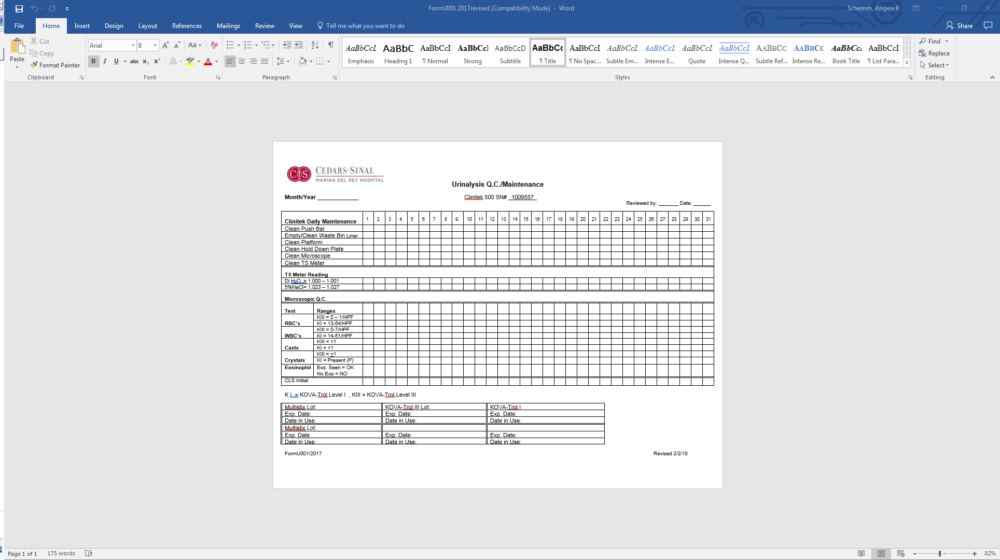 FormU001.2017revised [Compatibility Mode] - Word
Schemm, Angela R
File Home Insert Design Layout References Mailings Review View Tell me what you want to do Share
Paste
Cut
Copy
Format Painter
Clipboard
Arial 9
Aa
B I U abc x₂ x²
Font
Paragraph
AaBbCcL AaBbC AaBbCcI AaBbCcI AaBbCcD AaBbCc AaBbCcI AaBbCcL AaBbCcL AaBbCcL AaBbCcL AABBCC AABBCC AaBbCcI AaBbCcI
Emphasis Heading 1 ¶ Normal Strong Subtitle ¶ Title ¶ No Spac... Subtle Em... Intense E... Quote Intense Q... Subtle Ref... Intense Re... Book Title ¶ List Para...
Styles
Find
Replace
Select
Editing
CS
CEDARS-SINAI
MARINA DEL REY HOSPITAL
Urinalysis Q.C./Maintenance
Month/Year _____________ Clinitek 500 SN# _1009587_
Reviewed by: _______ Date: ______
Clinitek Daily Maintenance 1 2 3 4 5 6 7 8 9 10 11 12 13 14 15 16 17 18 19 20 21 22 23 24 25 26 27 28 29 30 31
Clean Push Bar
Empty/Clean Waste Bin Liner
Clean Platform
Clean Hold Down Plate
Clean Microscope
Clean TS Meter
TS Meter Reading
Di H₂O = 1.000 – 1.001
5%NaCl= 1.023 – 1.027
Microscopic Q.C.
Test Ranges
KIII = 0 – 1/HPF
RBC's KI = 13-54/HPF
KIII = 0-7/HPF
WBC's KI = 14-51/HPF
KIII = <1
Casts KI = <1
KIII = <1
Crystals KI = Present (P)
Eosinophil Eos. Seen = OK
No Eos = NO
CLS Initial
K I = KOVA-Trol Level I , KIII = KOVA-Trol Level III
Multistix Lot: KOVA-Trol III Lot: KOVA-Trol I
Exp. Date: Exp. Date: Exp. Date:
Date in Use: Date in Use: Date in Use:
Multistix Lot:
Exp. Date Exp. Date: Exp. Date:
Date in Use: Date in Use: Date in Use:
FormU001/2017 Revised 2/2/18
Page 1 of 1 175 words 82%